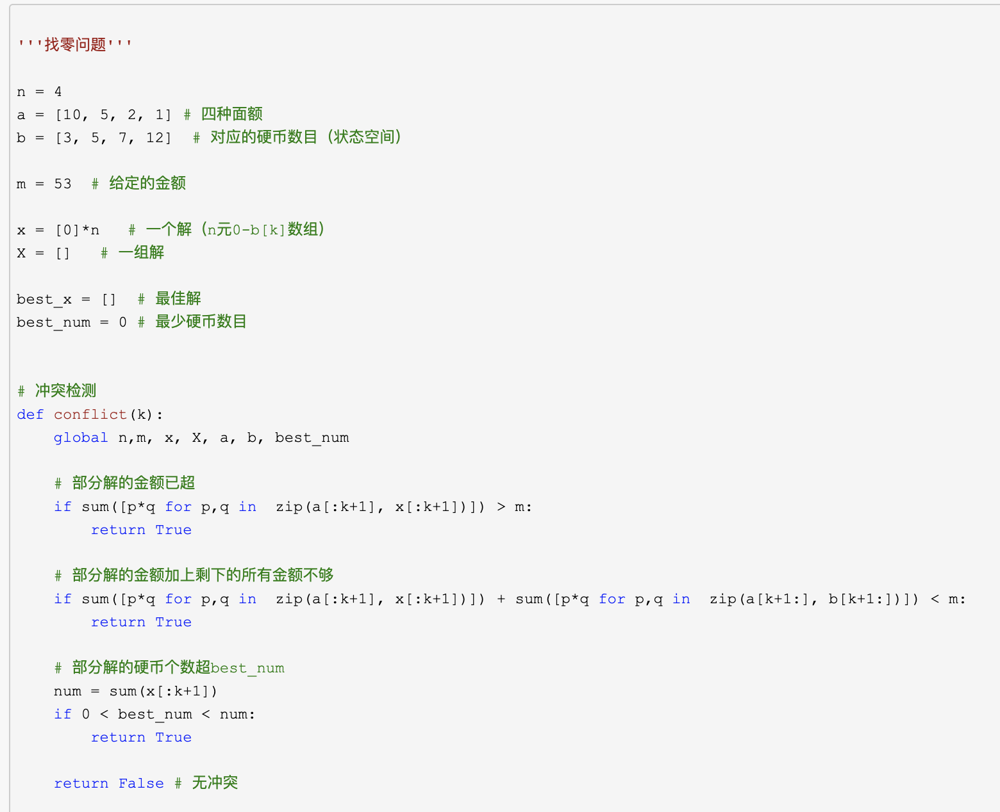 '''找零问题'''
n = 4
a = [10, 5, 2, 1] # 四种面额
b = [3, 5, 7, 12]  # 对应的硬币数目（状态空间）
m = 53  # 给定的金额
x = [0]*n   # 一个解（n元0-b[k]数组）
X = []   # 一组解
best_x = []  # 最佳解
best_num = 0 # 最少硬币数目
# 冲突检测
def conflict(k):
    global n,m, x, X, a, b, best_num
    # 部分解的金额已超
    if sum([p*q for p,q in  zip(a[:k+1], x[:k+1])]) > m:
        return True
    # 部分解的金额加上剩下的所有金额不够
    if sum([p*q for p,q in  zip(a[:k+1], x[:k+1])]) + sum([p*q for p,q in  zip(a[k+1:], b[k+1:])]) < m:
        return True
    # 部分解的硬币个数超best_num
    num = sum(x[:k+1])
    if 0 < best_num < num:
        return True
    return False # 无冲突